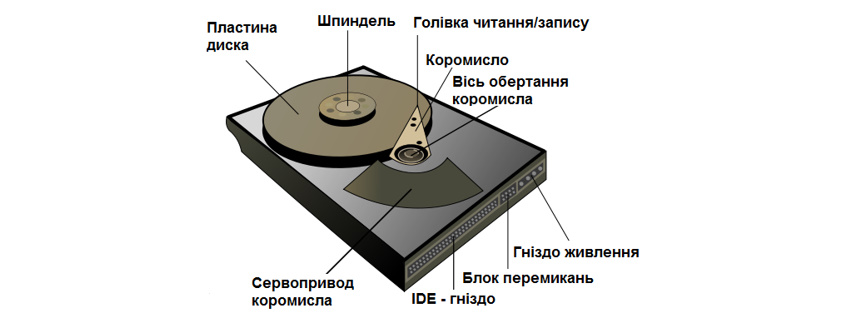 Пластина
диска
Шпиндель
Голівка читання/запису
Коромисло
Вісь обертання
коромисла
Гніздо живлення
Блок перемикань
IDE - гніздо
Сервопривод
коромисла